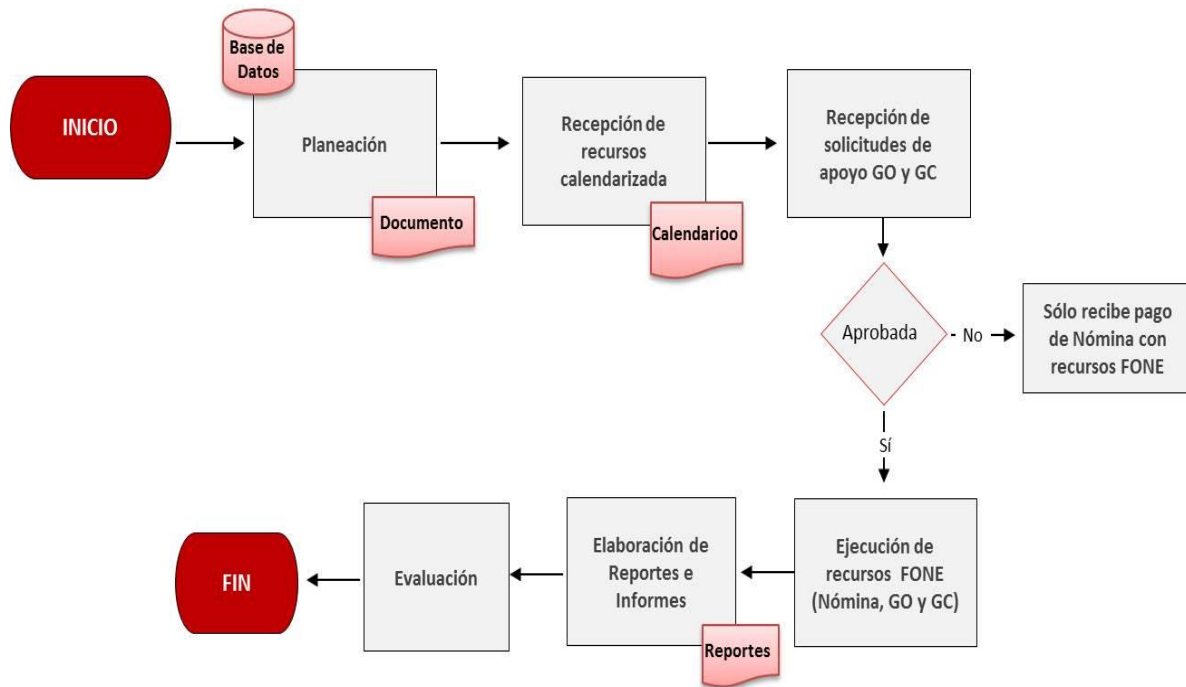 INICIO
Base de
Datos
Planeación
Documento
Recepción de
recursos
calendarizada
Calendarioo
Recepción de
solicitudes de
apoyo GO y GC
Aprobada
No
Sólo recibe pago
de Nómina con
recursos FONE
Sí
Ejecución de
recursos FONE
(Nómina, GO y GC)
Elaboración de
Reportes e
Informes
Reportes
Evaluación
FIN